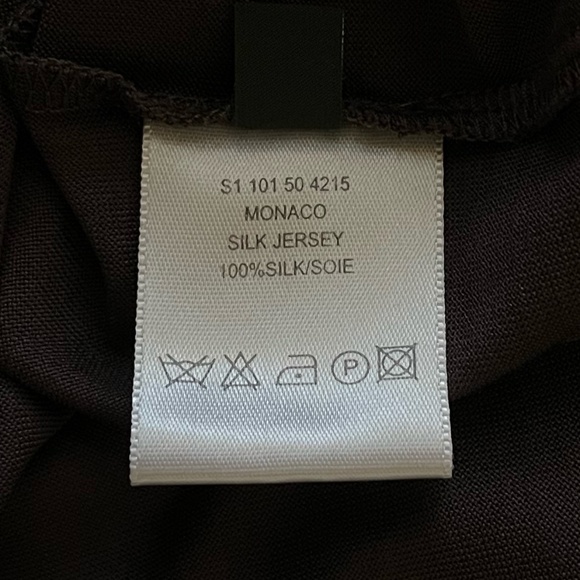 S1 101 50 4215
MONACO
SILK JERSEY
100%SILK/SOIE
P